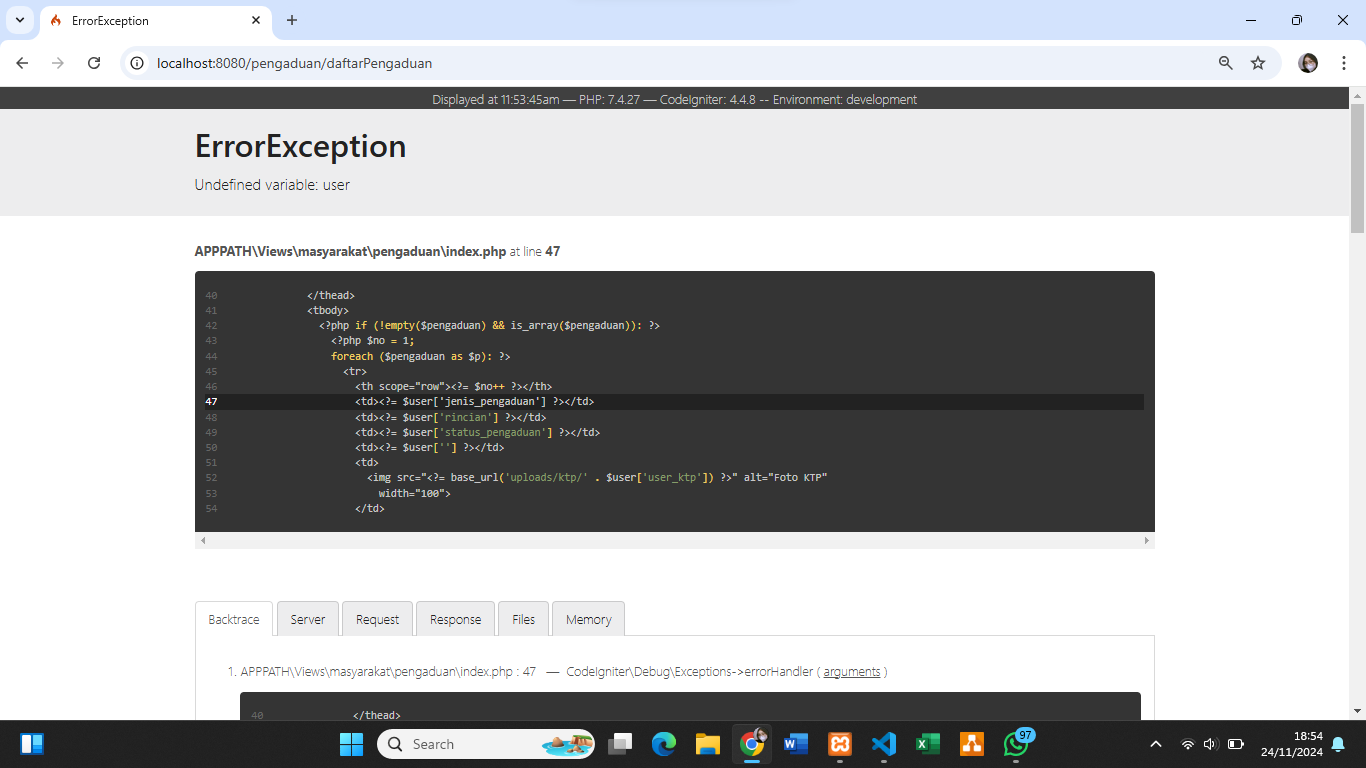 ErrorException
localhost:8080/pengaduan/daftarPengaduan
Displayed at 11:53:45am — PHP: 7.4.27 — CodeIgniter: 4.4.8 -- Environment: development
ErrorException
Undefined variable: user
APPPATH\Views\masyarakat\pengaduan\index.php at line 47
40 </thead>
41 <tbody>
42 <?php if (!empty($pengaduan) && is_array($pengaduan)): ?>
43 <?php $no = 1;
44 foreach ($pengaduan as $p): ?>
45 <tr>
46 <th scope="row"><?= $no++ ?></th>
47 <td><?= $user['jenis_pengaduan'] ?></td>
48 <td><?= $user['rincian'] ?></td>
49 <td><?= $user['status_pengaduan'] ?></td>
50 <td><?= $user[''] ?></td>
51 <td>
52 <img src="<?= base_url('uploads/ktp/' . $user['user_ktp']) ?>" alt="Foto KTP"
53 width="100">
54 </td>
Backtrace Server Request Response Files Memory
1. APPPATH\Views\masyarakat\pengaduan\index.php : 47 — CodeIgniter\Debug\Exceptions->errorHandler ( arguments )
40 </thead>
Search
97
18:54
24/11/2024